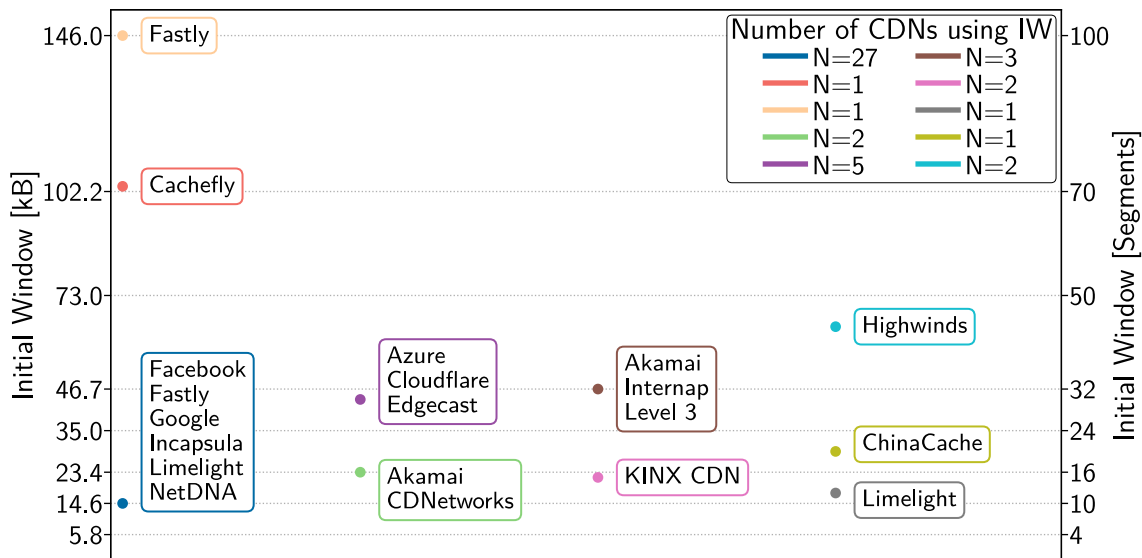 Initial Window [kB]
146.0
102.2
73.0
46.7
35.0
23.4
14.6
5.8
Fastly
Cachefly
Facebook
Fastly
Google
Incapsula
Limelight
NetDNA
Azure
Cloudflare
Edgecast
Akamai
CDNetworks
Akamai
Internap
Level 3
KINX CDN
Highwinds
ChinaCache
Limelight
Number of CDNs using IW
N=27
N=1
N=1
N=2
N=5
N=3
N=2
N=1
N=1
N=2
100
70
50
32
24
16
10
4
Initial Window [Segments]